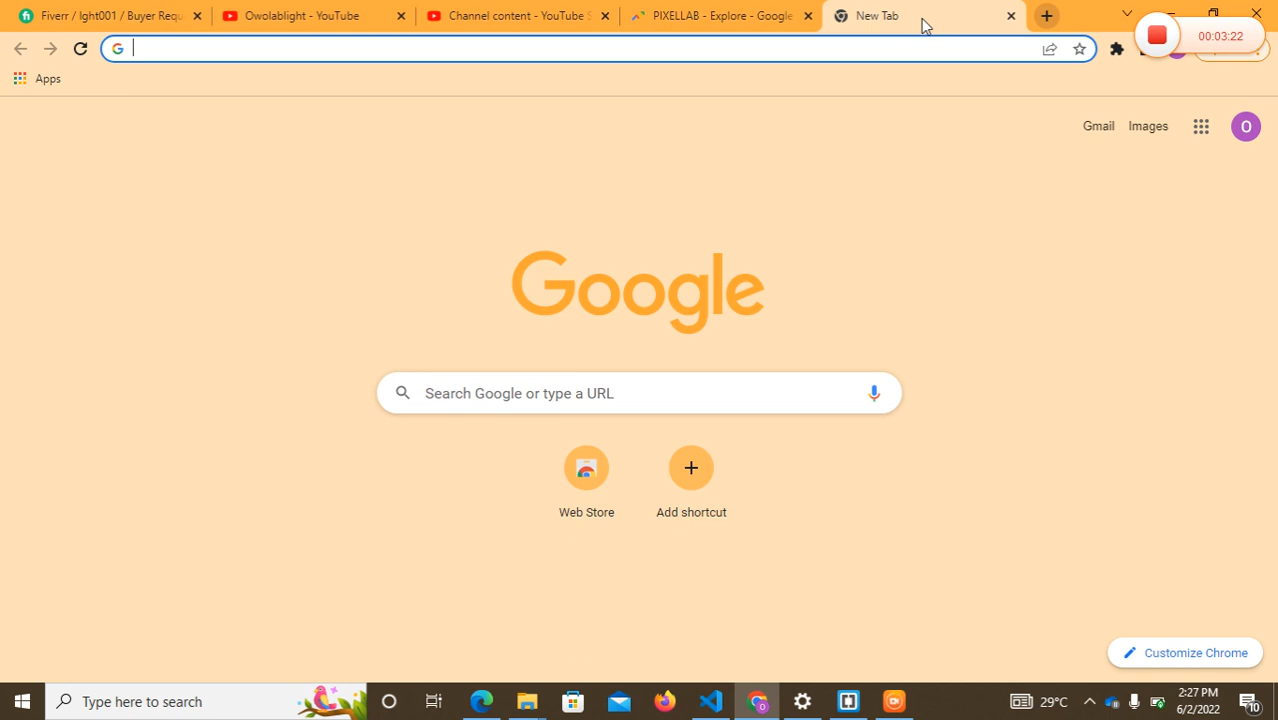 Fiverr / lght001 / Buyer Requ
Owolablight - YouTube
Channel content - YouTube S
PIXELLAB - Explore - Google
New Tab
00:03:22
Apps
Gmail
Images
O
Google
Search Google or type a URL
Web Store
Add shortcut
Customize Chrome
Type here to search
29°C
2:27 PM
6/2/2022
10